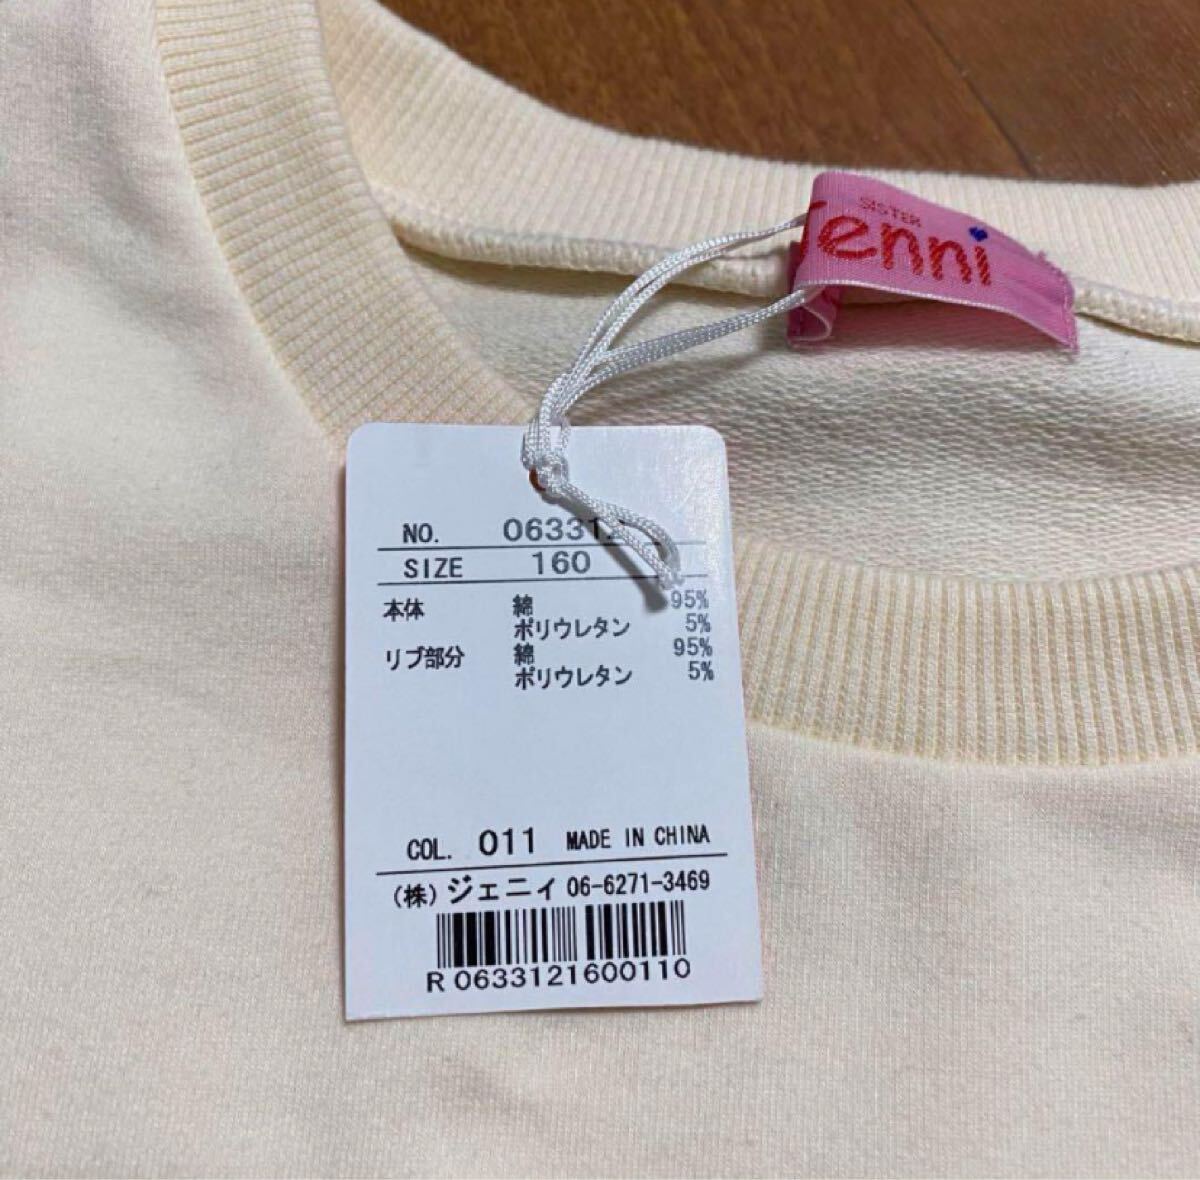 SISTER
Jenni
NO. 06331
SIZE 160
本体 綿 95%
ポリウレタン 5%
リブ部分 綿 95%
ポリウレタン 5%
COL. 011 MADE IN CHINA
(株)ジェニィ 06-6271-3469
R0633121600110